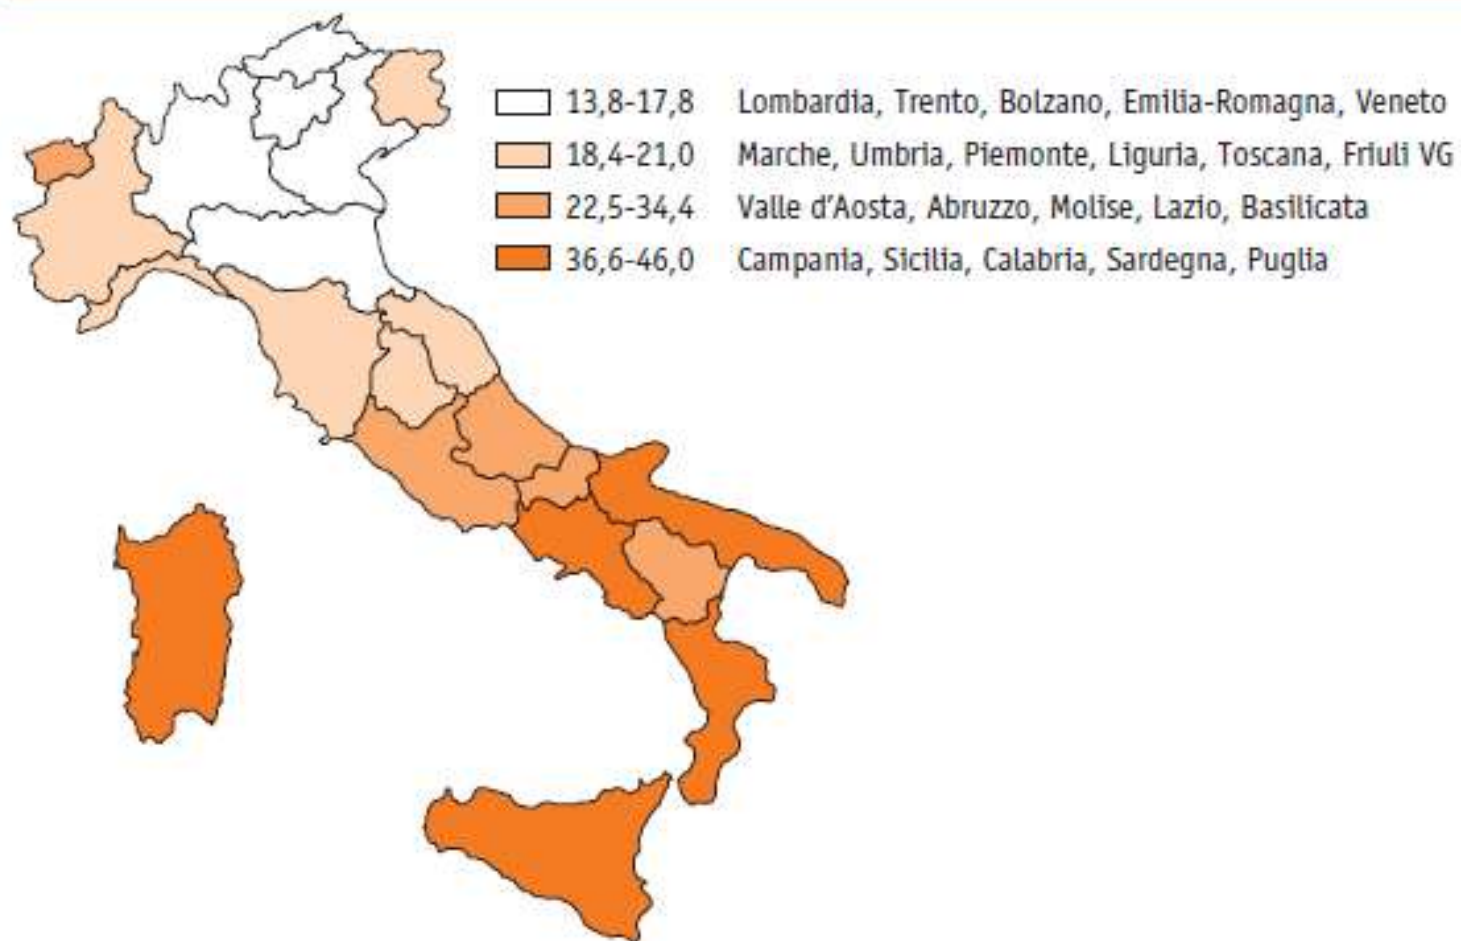 13,8-17,8 Lombardia, Trento, Bolzano, Emilia-Romagna, Veneto
18,4-21,0 Marche, Umbria, Piemonte, Liguria, Toscana, Friuli VG
22,5-34,4 Valle d'Aosta, Abruzzo, Molise, Lazio, Basilicata
36,6-46,0 Campania, Sicilia, Calabria, Sardegna, Puglia